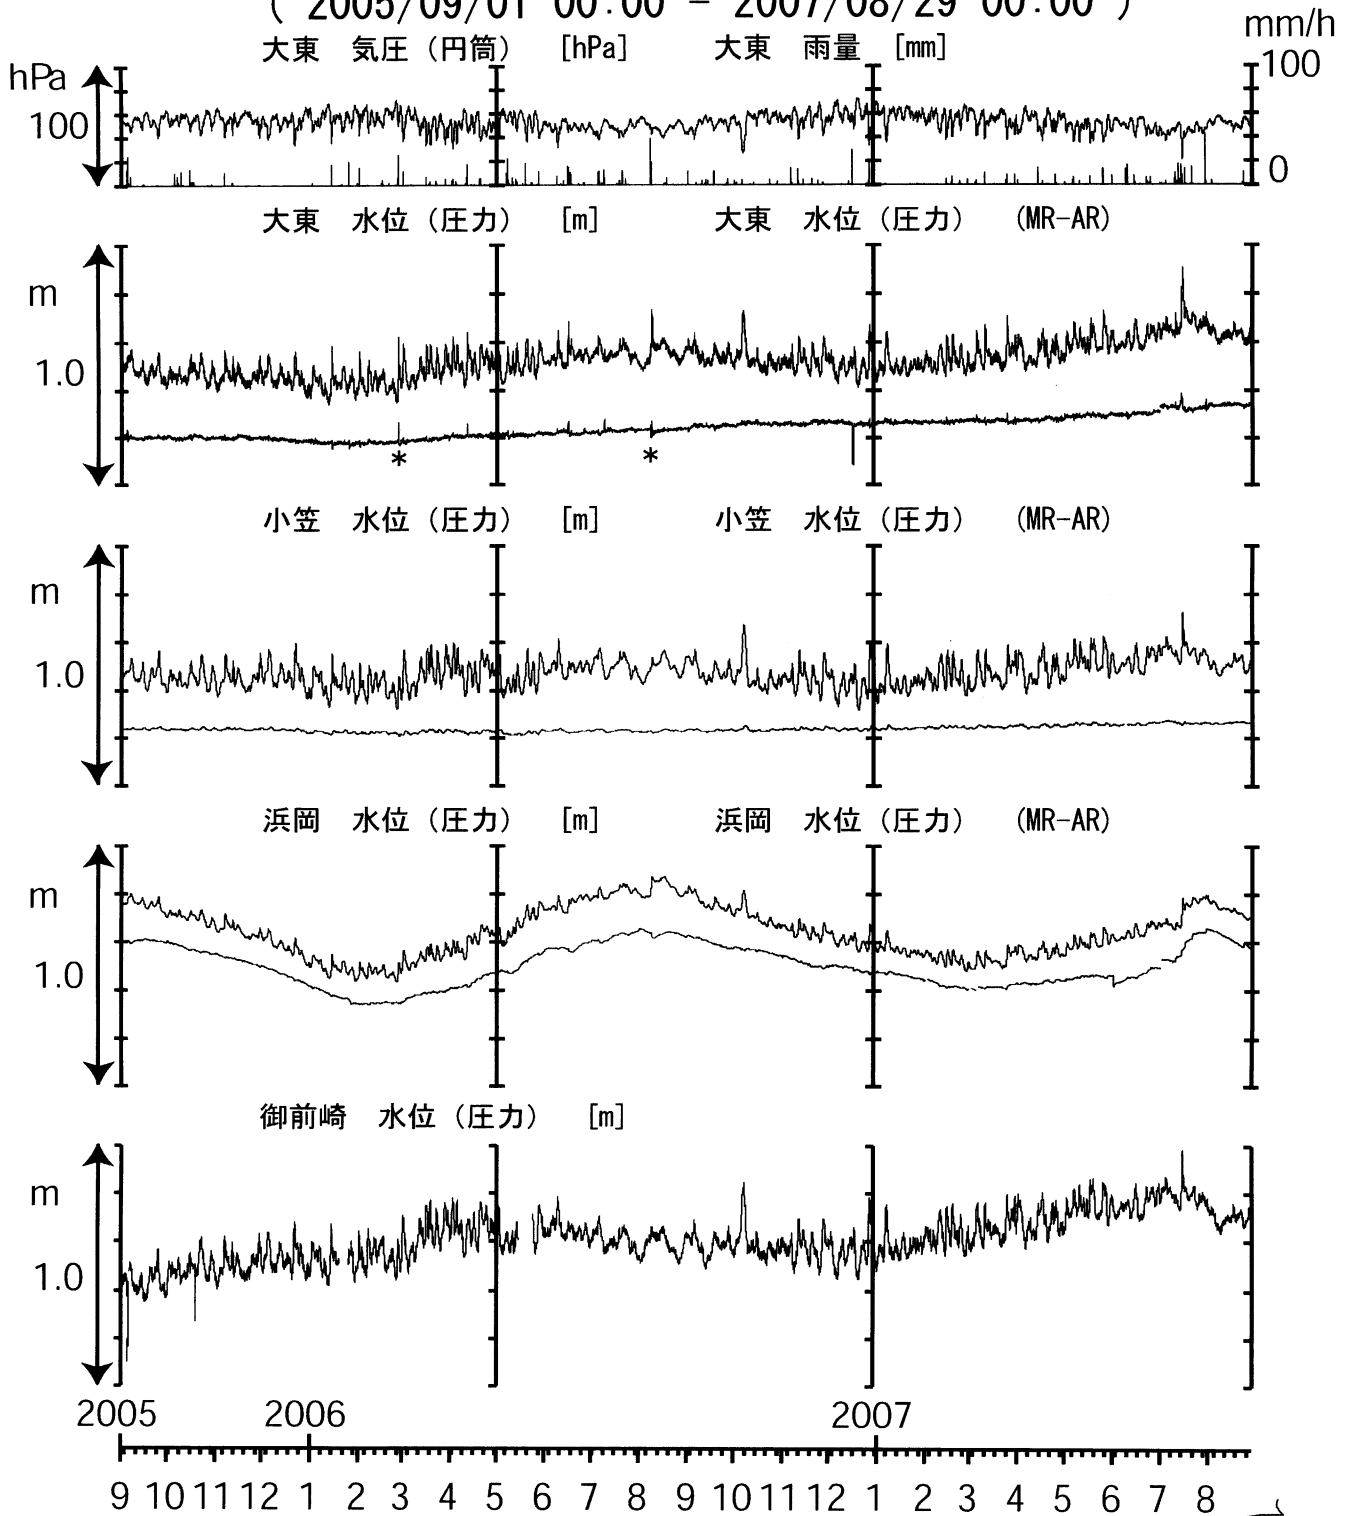 ( 2005/09/01 00:00 - 2007/08/29 00:00 )
mm/h
大東 気圧（円筒） [hPa] 大東 雨量 [mm]
hPa 100
100
0
大東 水位（圧力） [m] 大東 水位（圧力） (MR-AR)
m
1.0
* *
小笠 水位（圧力） [m] 小笠 水位（圧力） (MR-AR)
m
1.0
浜岡 水位（圧力） [m] 浜岡 水位（圧力） (MR-AR)
m
1.0
御前崎 水位（圧力） [m]
m
1.0
2005 2006 2007
9 10 11 12 1 2 3 4 5 6 7 8 9 10 11 12 1 2 3 4 5 6 7 8